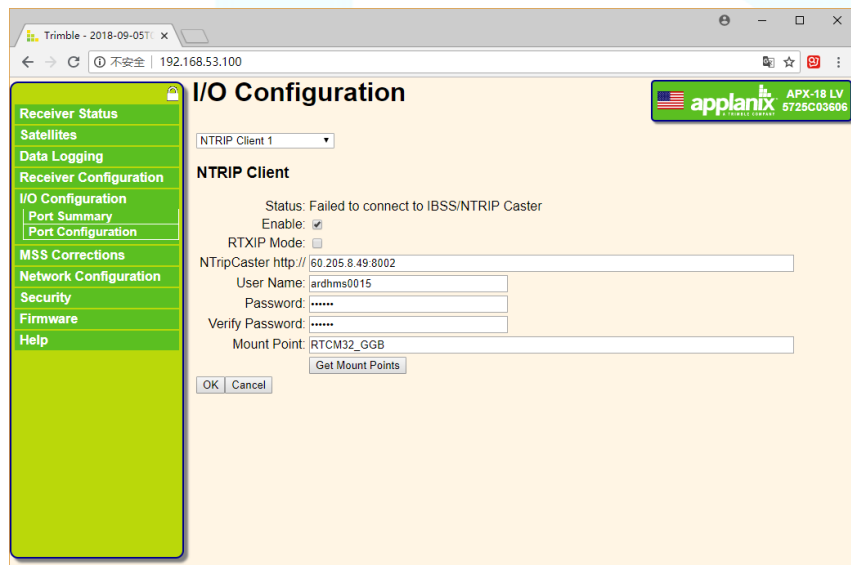 Trimble - 2018-09-05T
不安全 | 192.168.53.100
I/O Configuration
applanix
A TRIMBLE COMPANY
APX-18 LV
5725C03606
Receiver Status
Satellites
Data Logging
Receiver Configuration
I/O Configuration
Port Summary
Port Configuration
MSS Corrections
Network Configuration
Security
Firmware
Help
NTRIP Client 1
NTRIP Client
Status: Failed to connect to IBSS/NTRIP Caster
Enable:
RTXIP Mode:
NTripCaster http:// 60.205.8.49:8002
User Name: ardhms0015
Password: ••••••
Verify Password: ••••••
Mount Point: RTCM32_GGB
Get Mount Points
OK Cancel